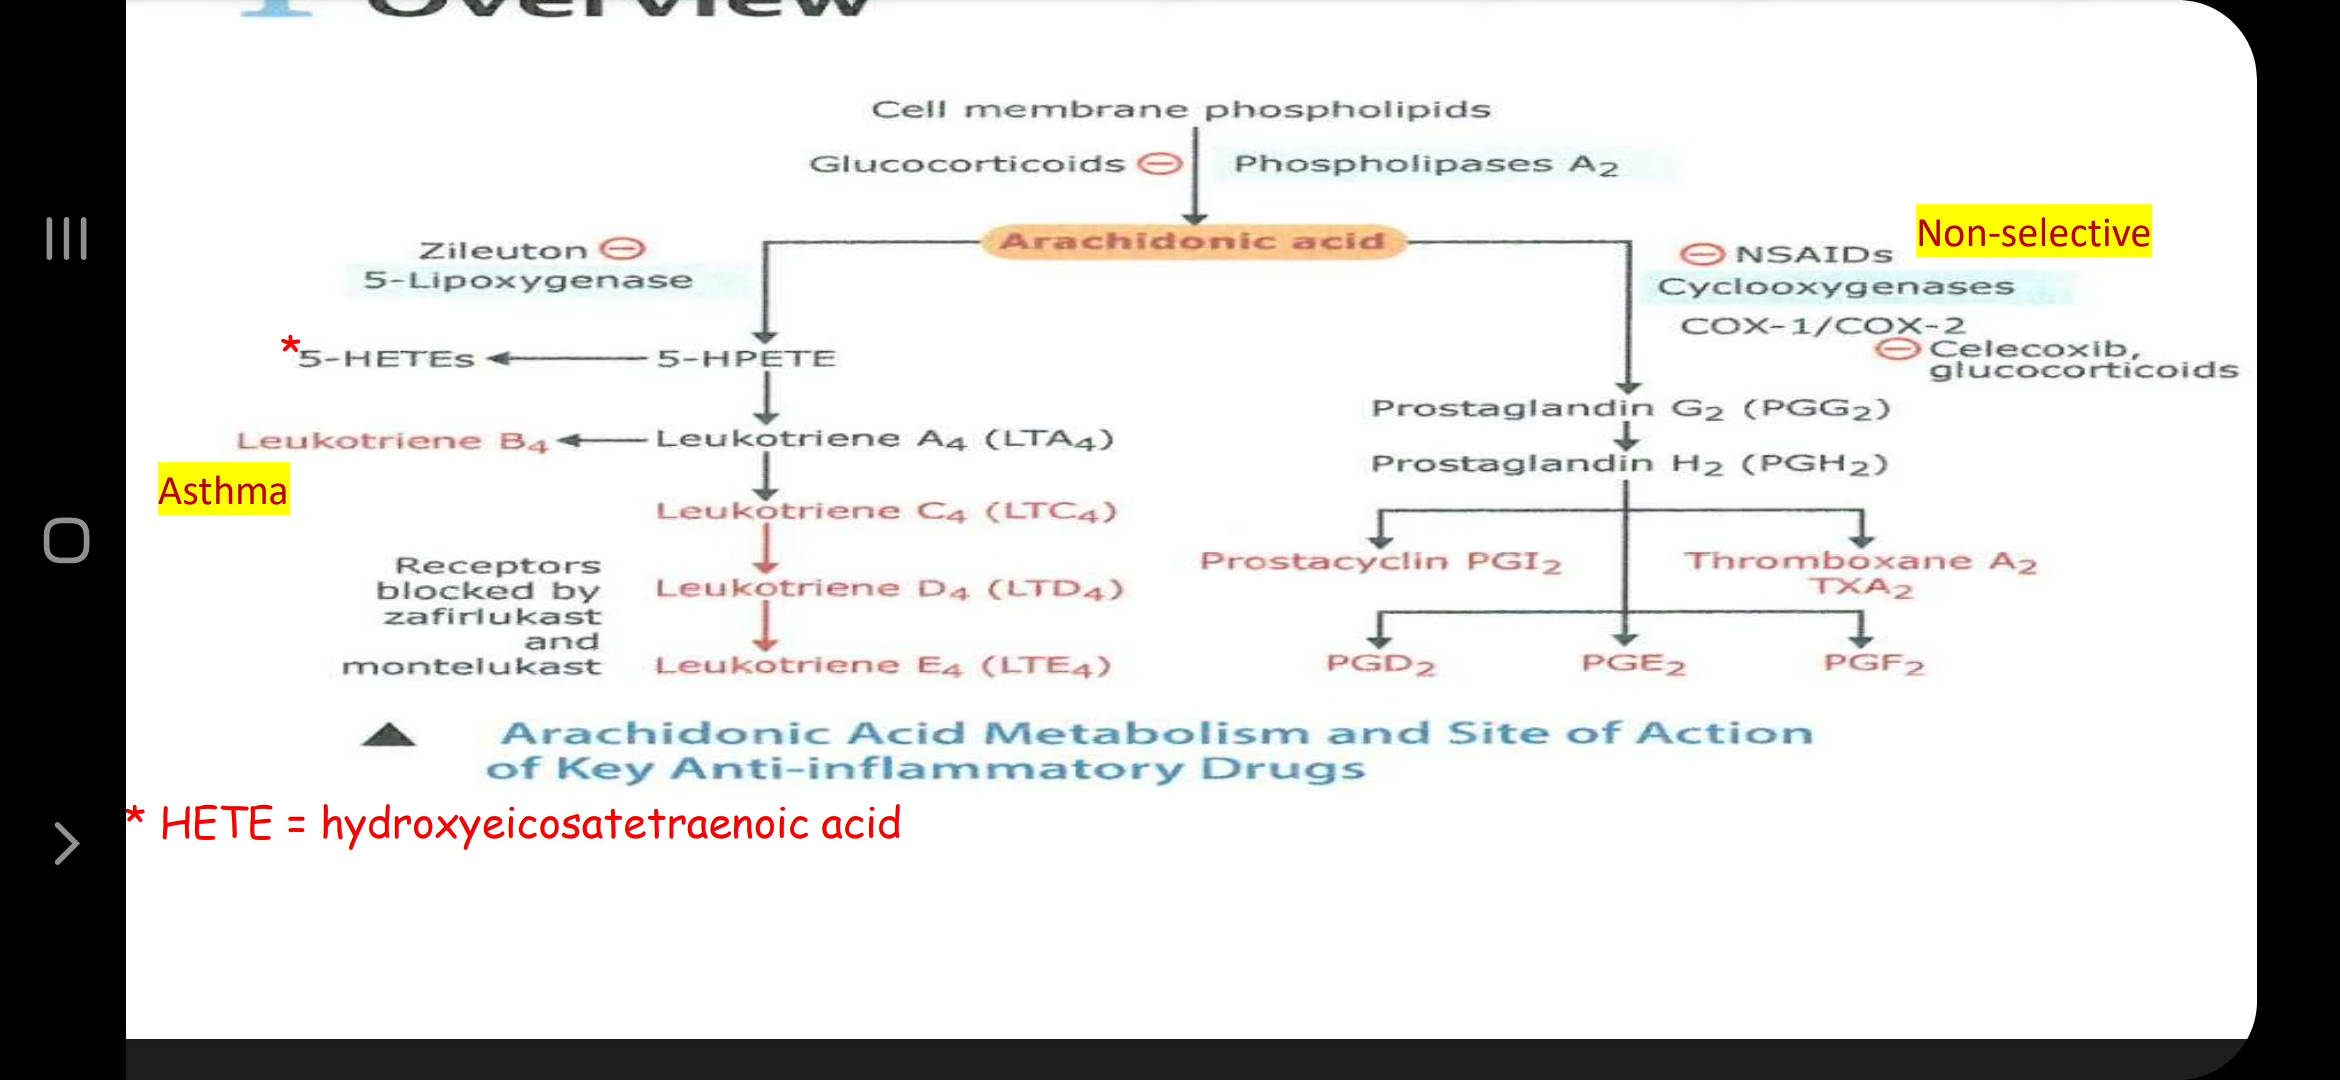 Overview
Cell membrane phospholipids
Glucocorticoids ⊖ Phospholipases A₂
Arachidonic acid
Zileuton ⊖
5-Lipoxygenase
⊖ NSAIDs Non-selective
Cyclooxygenases
COX-1/COX-2
⊖ Celecoxib,
glucocorticoids
*5-HETEs 5-HPETE
Leukotriene B₄ Leukotriene A₄ (LTA₄)
Asthma
Leukotriene C₄ (LTC₄)
Receptors
blocked by
zafirlukast
and
montelukast
Leukotriene D₄ (LTD₄)
Leukotriene E₄ (LTE₄)
Prostaglandin G₂ (PGG₂)
Prostaglandin H₂ (PGH₂)
Prostacyclin PGI₂ Thromboxane A₂
TXA₂
PGD₂ PGE₂ PGF₂
Arachidonic Acid Metabolism and Site of Action
of Key Anti-inflammatory Drugs
* HETE = hydroxyeicosatetraenoic acid